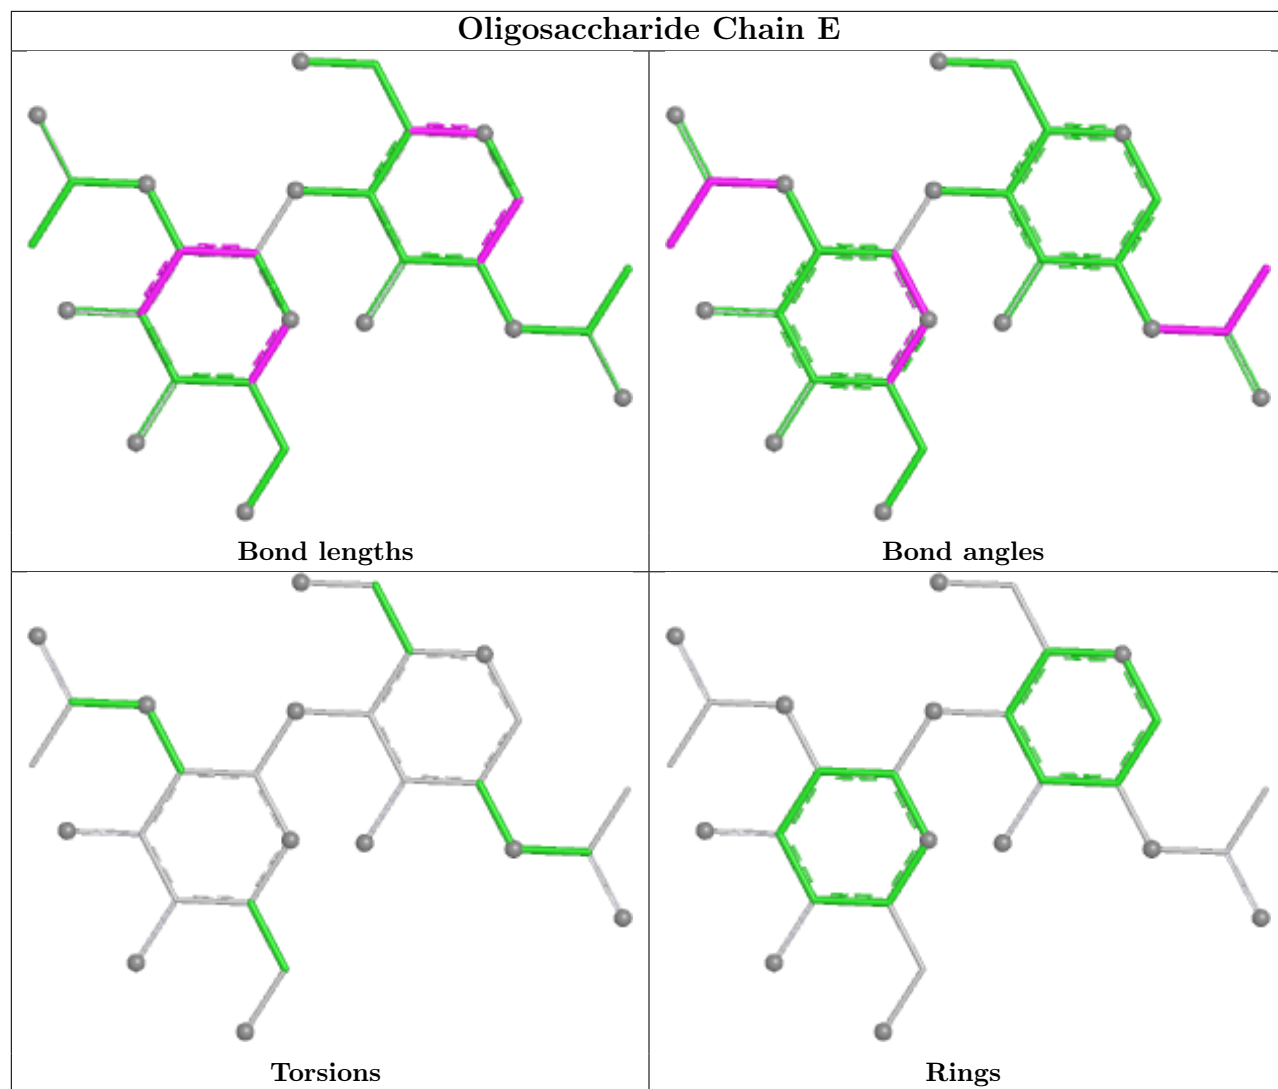 Oligosaccharide Chain E
Bond lengths
Bond angles
Torsions
Rings